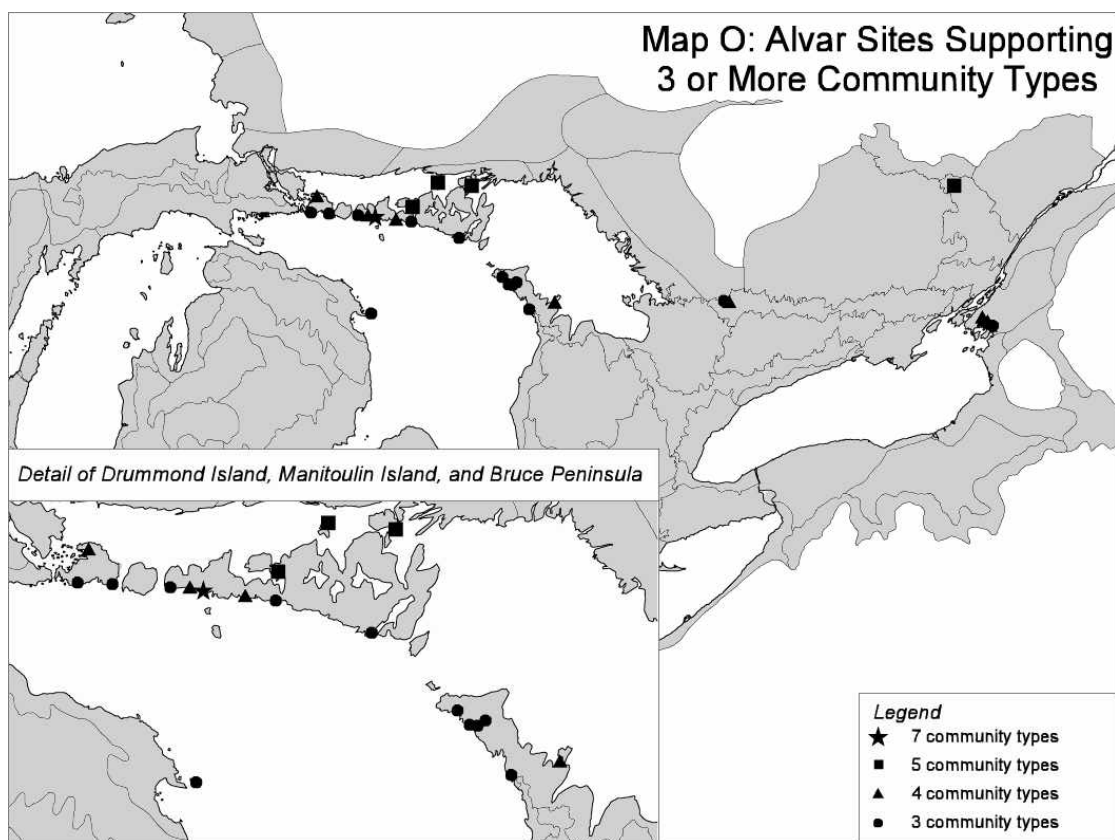 Map O: Alvar Sites Supporting
3 or More Community Types
Detail of Drummond Island, Manitoulin Island, and Bruce Peninsula
Legend
7 community types
5 community types
4 community types
3 community types